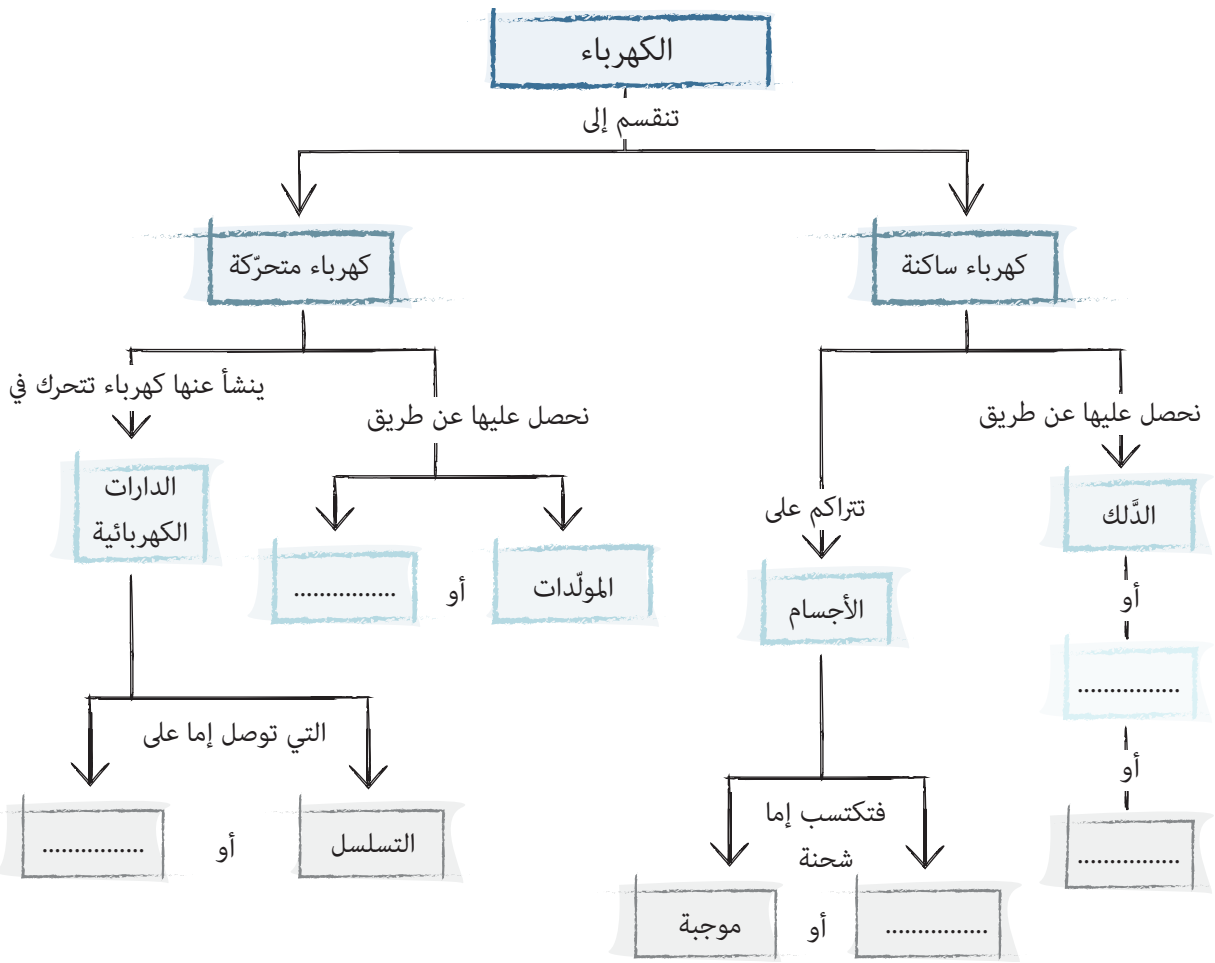 الكهرباء
تنقسم إلى
كهرباء ساكنة
كهرباء متحرّكة
نحصل عليها عن طريق
الدَّلك
أو
................
أو
................
تتراكم على
الأجسام
فتكتسب إما
شحنة
................
أو
موجبة
نحصل عليها عن طريق
المولّدات
أو
................
ينشأ عنها كهرباء تتحرك في
الدارات
الكهربائية
التي توصل إما على
التسلسل
أو
................